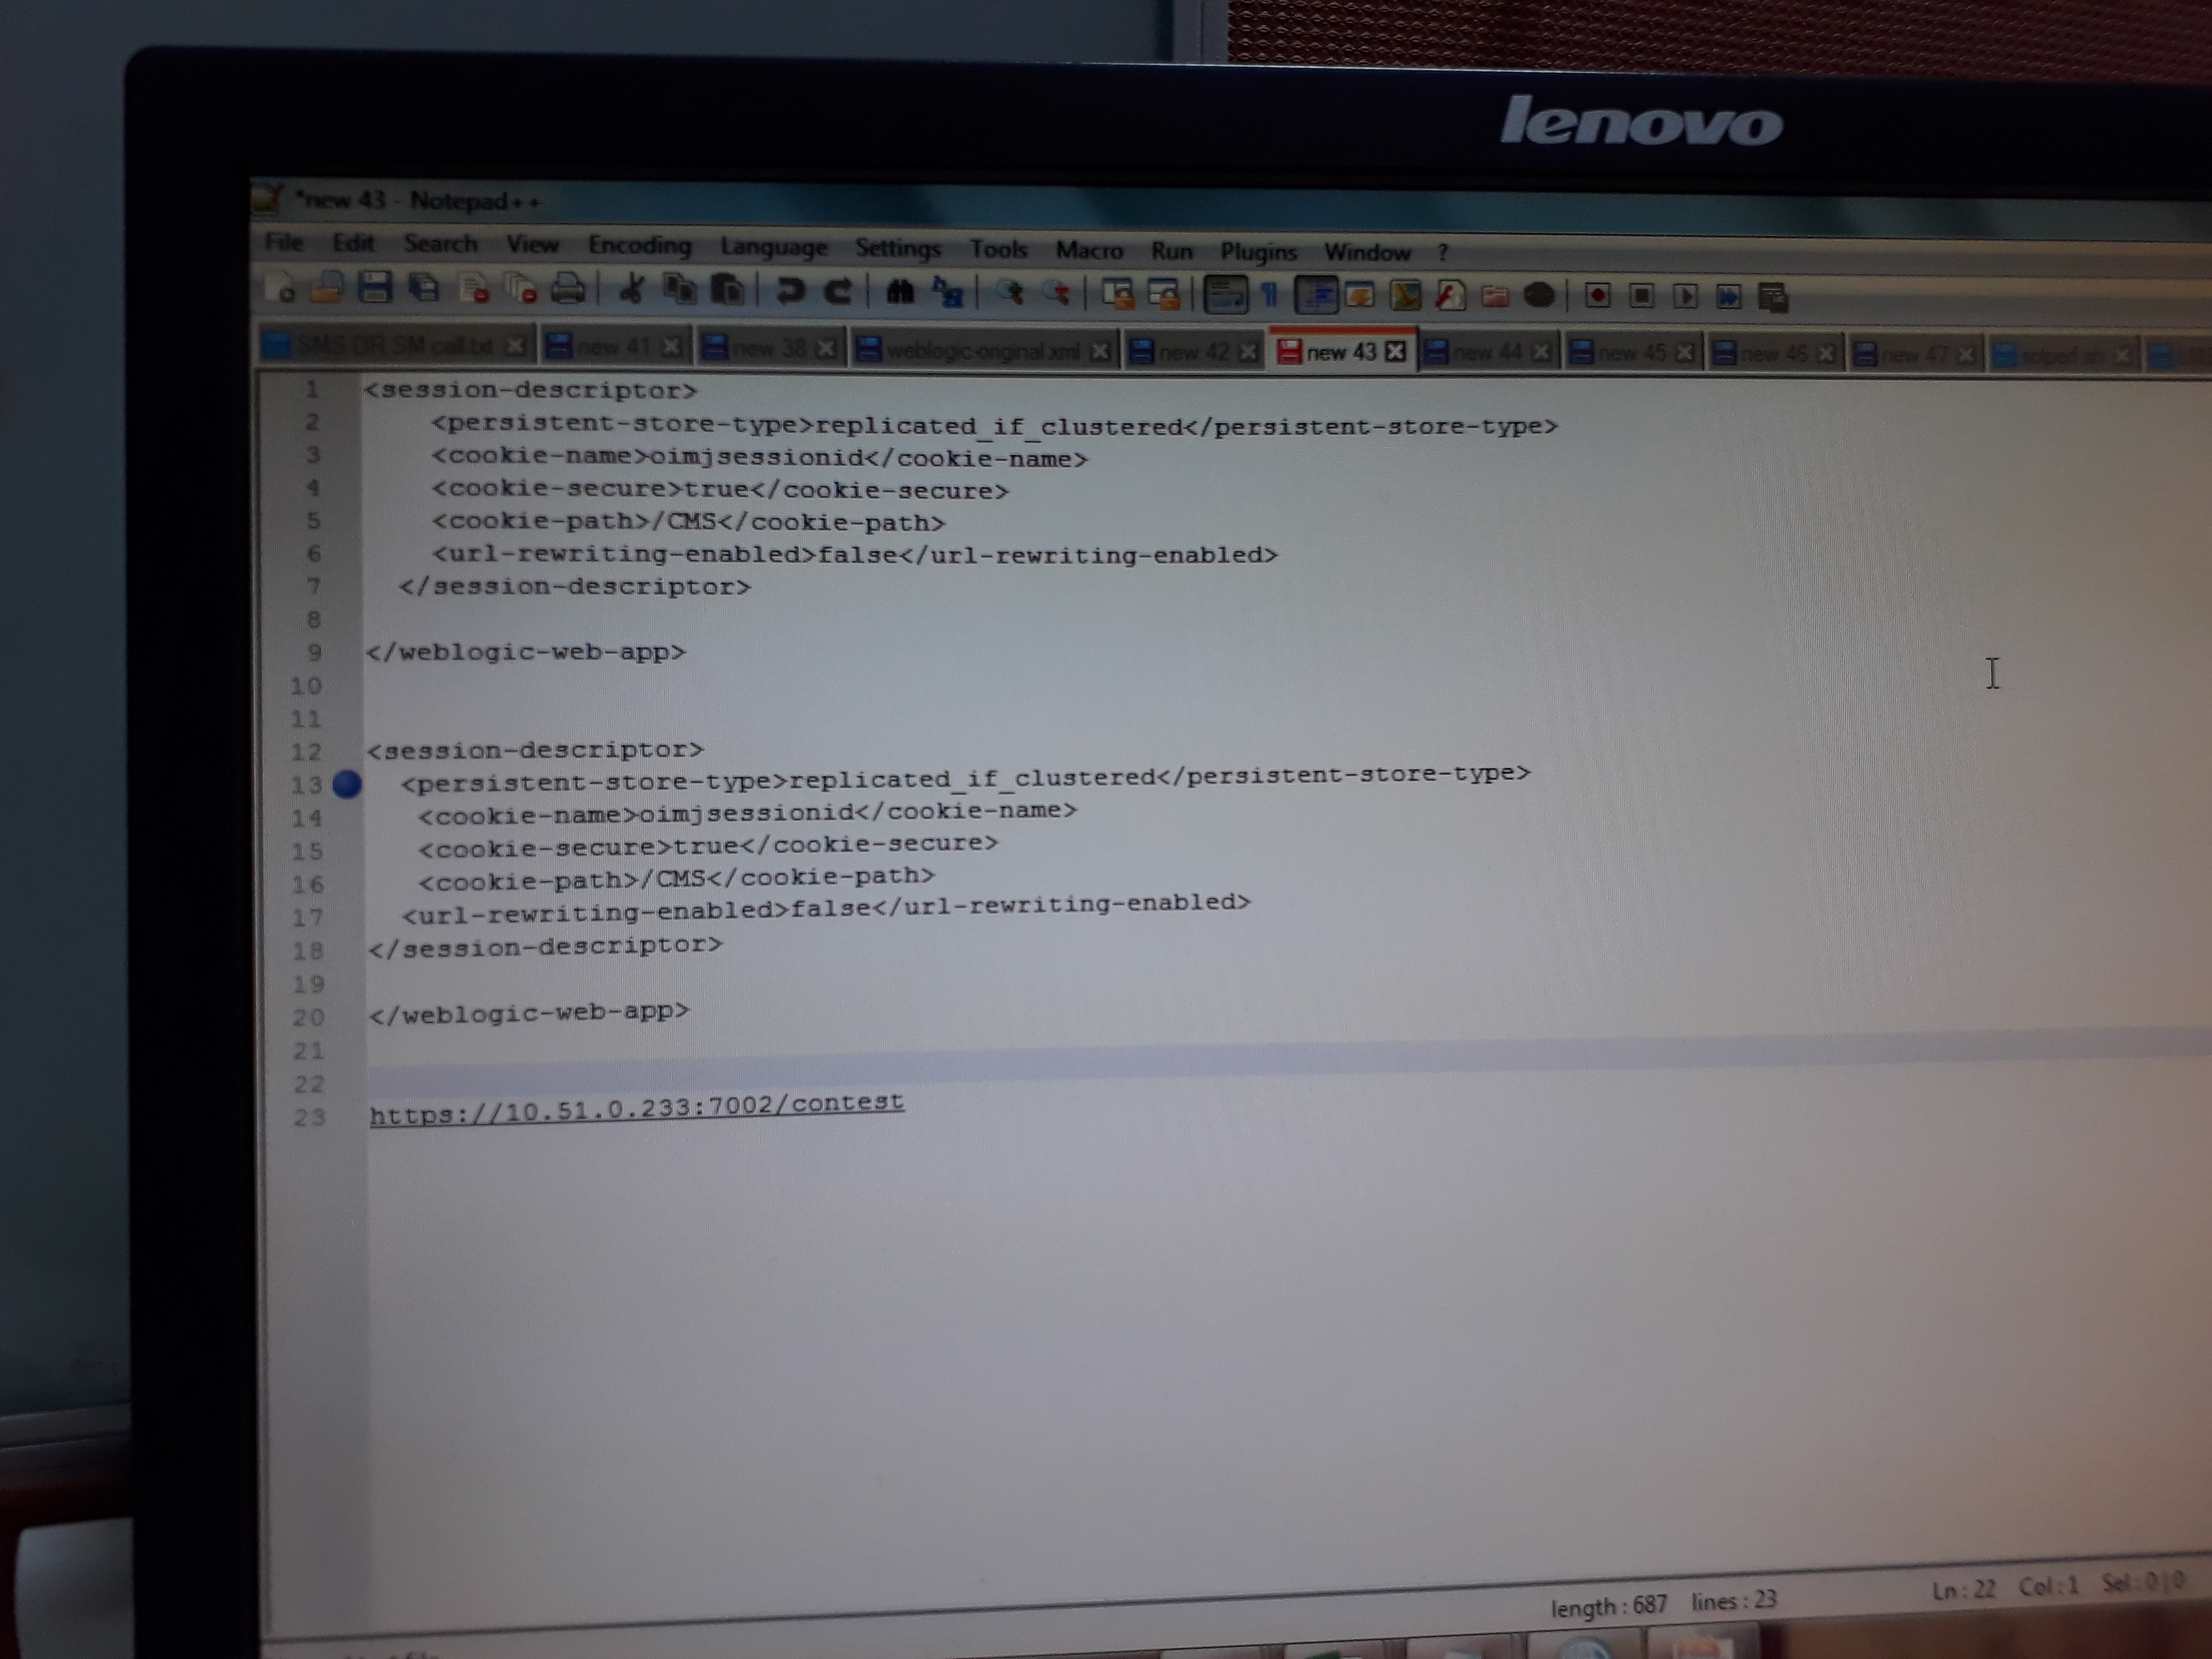 lenovo
*new 43 - Notepad++
File Edit Search View Encoding Language Settings Tools Macro Run Plugins Window ?
SMS DR SM call.txt new 41 new 38 weblogic-original.xml new 42 new 43 new 44 new 45 new 46 new 47
1 <session-descriptor>
2 <persistent-store-type>replicated_if_clustered</persistent-store-type>
3 <cookie-name>oimjsessionid</cookie-name>
4 <cookie-secure>true</cookie-secure>
5 <cookie-path>/CMS</cookie-path>
6 <url-rewriting-enabled>false</url-rewriting-enabled>
7 </session-descriptor>
8
9 </weblogic-web-app>
10
11
12 <session-descriptor>
13 <persistent-store-type>replicated_if_clustered</persistent-store-type>
14 <cookie-name>oimjsessionid</cookie-name>
15 <cookie-secure>true</cookie-secure>
16 <cookie-path>/CMS</cookie-path>
17 <url-rewriting-enabled>false</url-rewriting-enabled>
18 </session-descriptor>
19
20 </weblogic-web-app>
21
22
23 https://10.51.0.233:7002/contest
length : 687 lines : 23 Ln : 22 Col : 1 Sel : 0 | 0